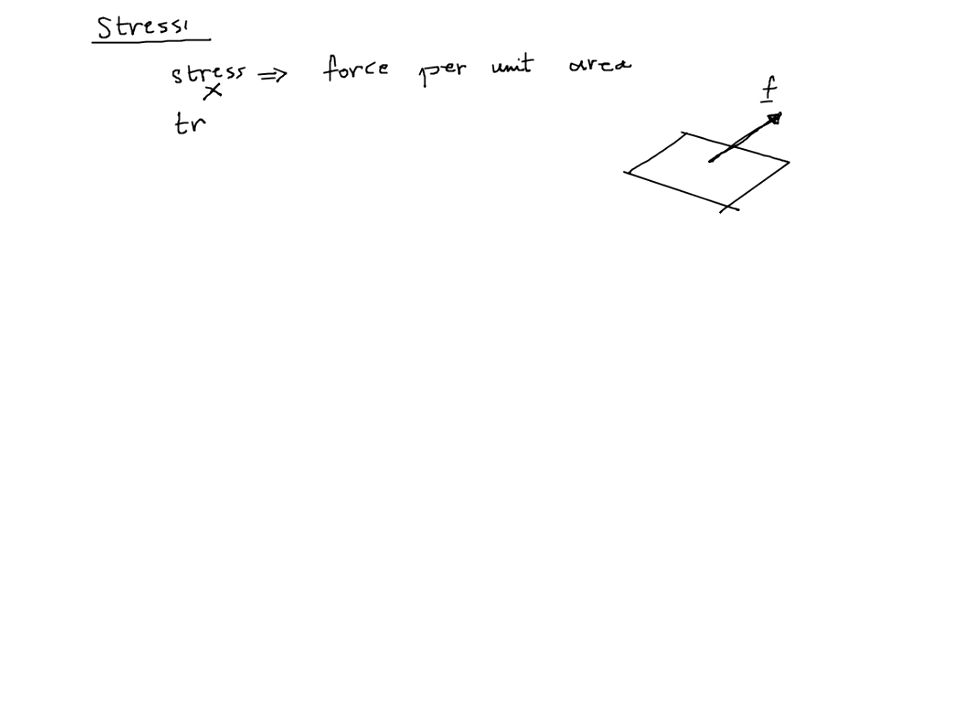 Stress:
stress ⇒ force per unit area
x
f
tr